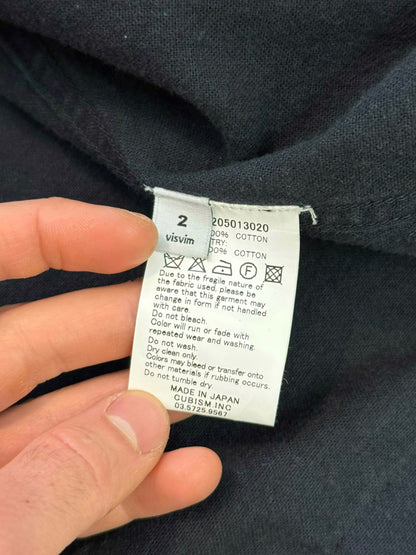 2
visvim
205013020
100% COTTON
TRY:
100% COTTON
F
Due to the fragile nature of
the fabric used, please be
aware that this garment may
change in form if not handled
with care.
Do not bleach.
Color will run or fade with
repeated wear and washing.
Do not wash.
Dry clean only.
Colors may bleed or transfer onto
other materials if rubbing occurs.
Do not tumble dry.
MADE IN JAPAN
CUBISM.INC
03.5725.9567